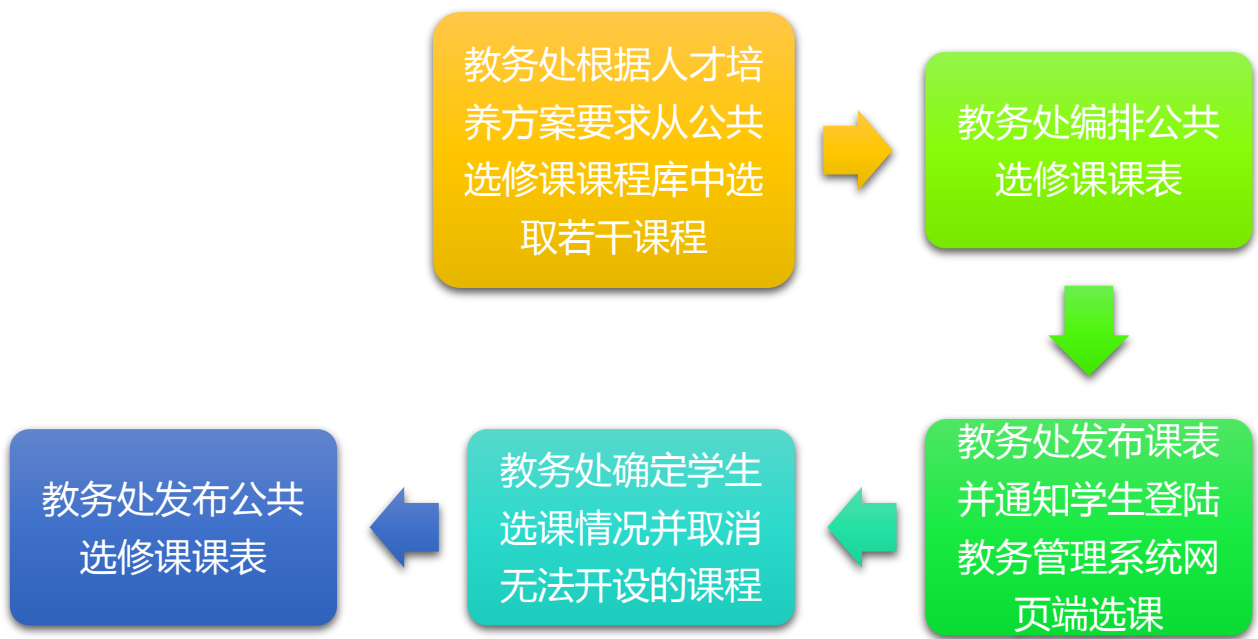 教务处根据人才培
养方案要求从公共
选修课课程库中选
取若干课程
教务处编排公共
选修课课表
教务处发布课表
并通知学生登陆
教务管理系统网
页端选课
教务处确定学生
选课情况并取消
无法开设的课程
教务处发布公共
选修课课表